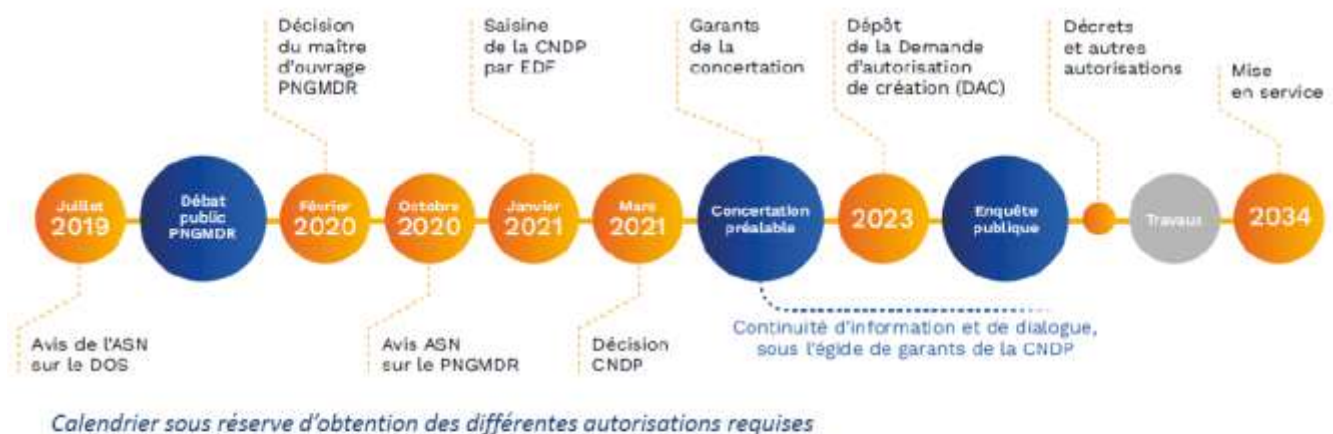 Décision
du maître
d'ouvrage
PNGMDR
Saisine
de la CNDP
par EDF
Garants
de la
concertation
Dépôt
de la Demande
d'autorisation
de création (DAC)
Décrets
et autres
autorisations
Mise
en service
Juillet
2019
Débat
public
PNGMDR
Février
2020
Octobre
2020
Janvier
2021
Mars
2021
Concertation
préalable
2023
Enquête
publique
Travaux
2034
Avis de l'ASN
sur le DOS
Avis ASN
sur le PNGMDR
Décision
CNDP
Continuité d'information et de dialogue,
sous l'égide de garants de la CNDP
Calendrier sous réserve d'obtention des différentes autorisations requises